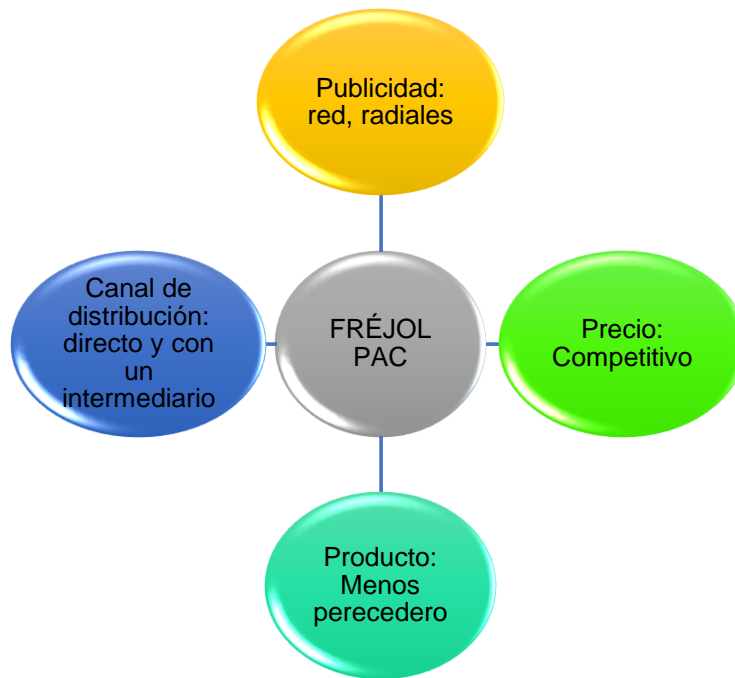 Publicidad:
red, radiales
Canal de
distribución:
directo y con
un
intermediario
FRÉJOL
PAC
Precio:
Competitivo
Producto:
Menos
perecedero